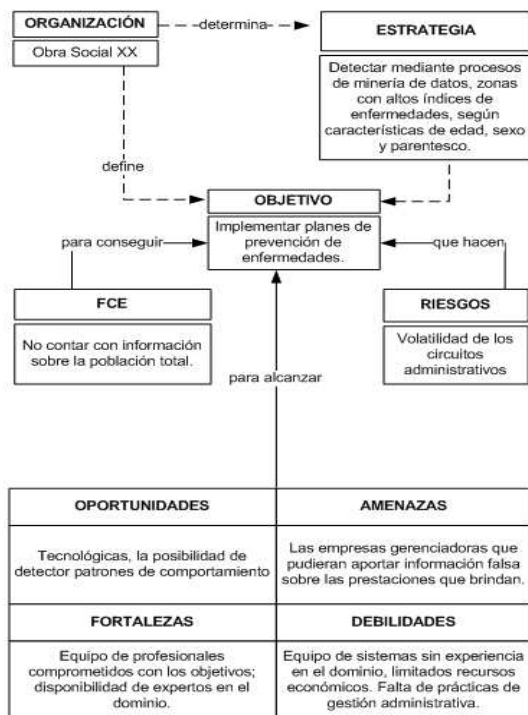 ORGANIZACIÓN
Obra Social XX
determina
ESTRATEGIA
Detectar mediante procesos
de minería de datos, zonas
con altos índices de
enfermedades, según
características de edad, sexo
y parentesco.
define
OBJETIVO
Implementar planes de
prevención de
enfermedades.
para conseguir
que hacen
FCE
No contar con información
sobre la población total.
RIESGOS
Volatilidad de los
circuitos
administrativos
para alcanzar
OPORTUNIDADES
Tecnológicas, la posibilidad de
detector patrones de comportamiento
AMENAZAS
Las empresas gerenciadoras que
pudieran aportar información falsa
sobre las prestaciones que brindan.
FORTALEZAS
Equipo de profesionales
comprometidos con los objetivos;
disponibilidad de expertos en el
dominio.
DEBILIDADES
Equipo de sistemas sin experiencia
en el dominio, limitados recursos
económicos. Falta de prácticas de
gestión administrativa.